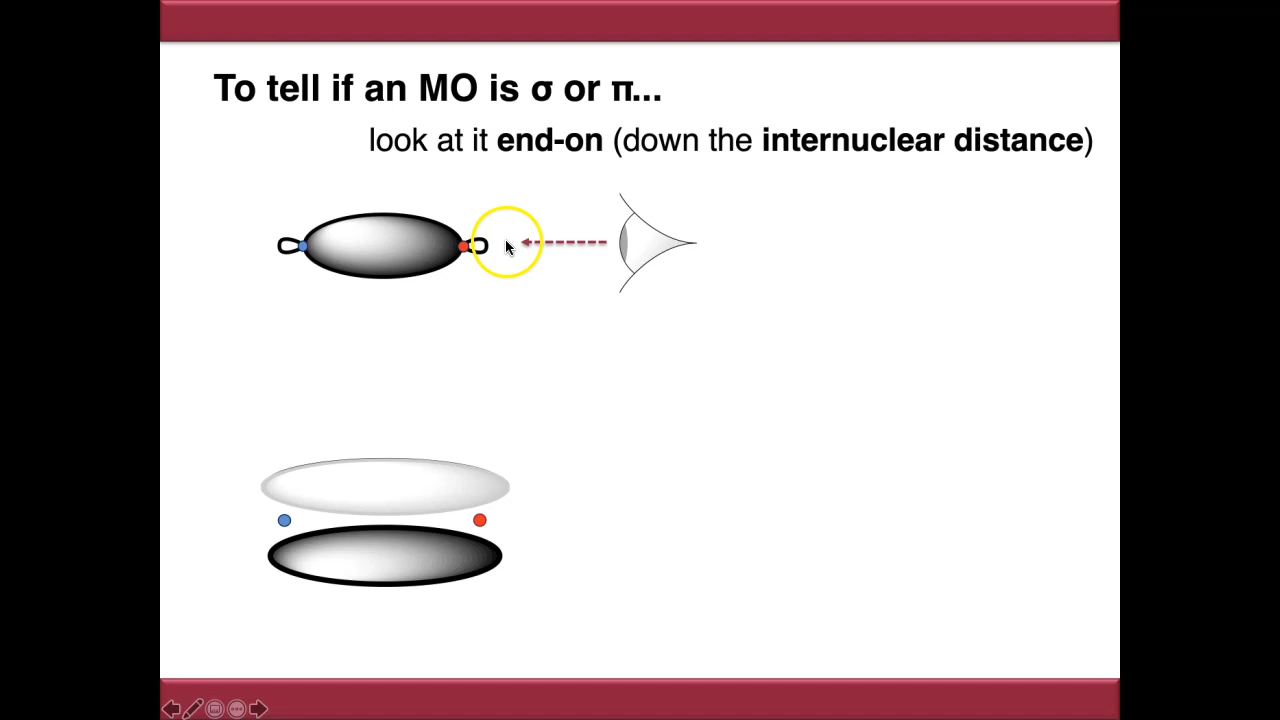 To tell if an MO is σ or π...
look at it end-on (down the internuclear distance)